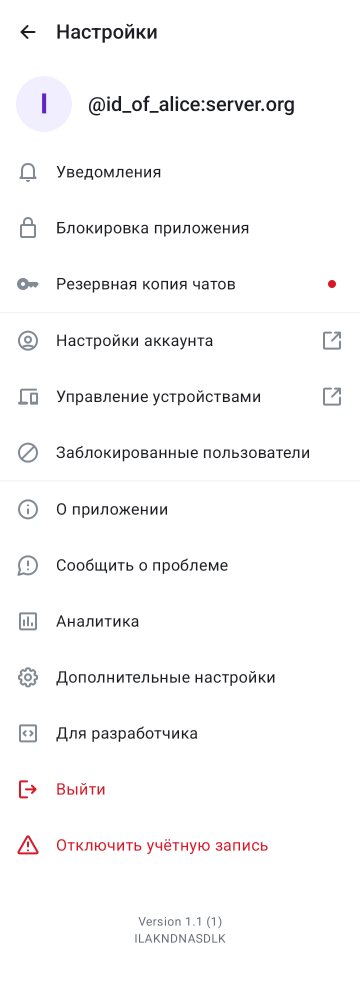 Настройки
I
@id_of_alice:server.org
Уведомления
Блокировка приложения
Резервная копия чатов
Настройки аккаунта
Управление устройствами
Заблокированные пользователи
О приложении
Сообщить о проблеме
Аналитика
Дополнительные настройки
Для разработчика
Выйти
Отключить учётную запись
Version 1.1 (1)
ILAKNDNASDLK